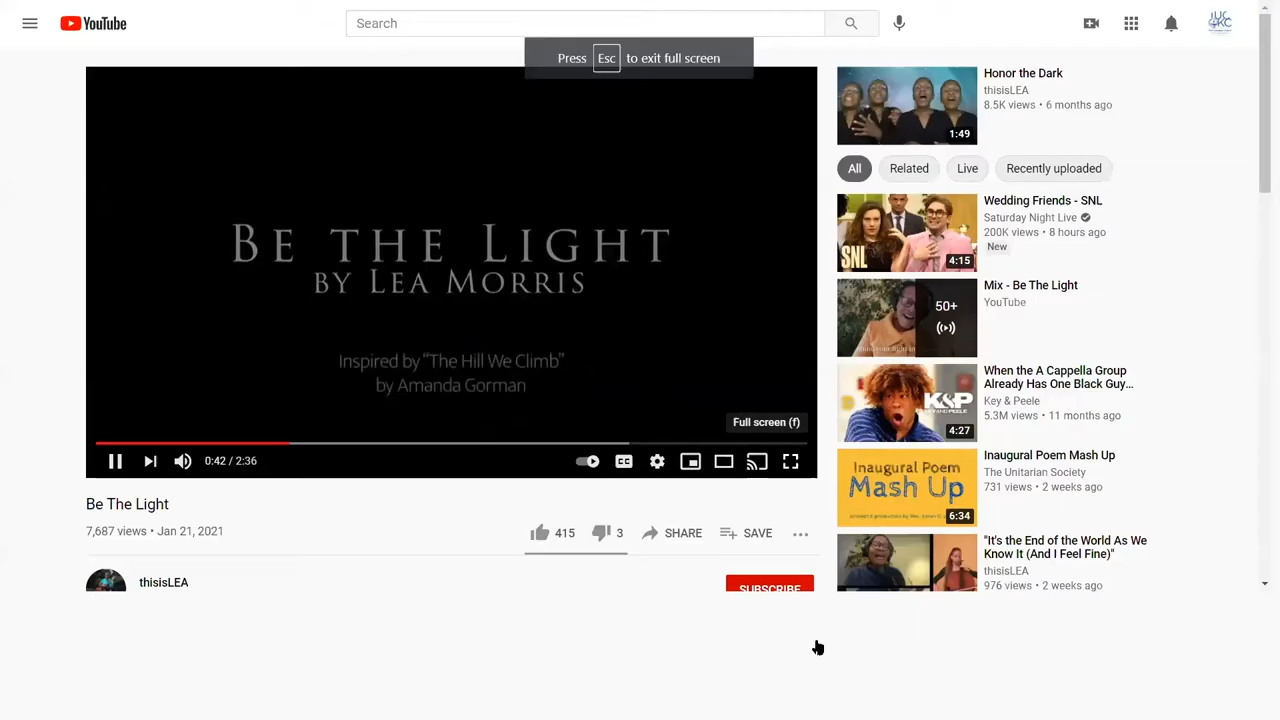 YouTube
Search
Press Esc to exit full screen
BE THE LIGHT
BY LEA MORRIS
Inspired by "The Hill We Climb"
by Amanda Gorman
Full screen (f)
0:42 / 2:36
Be The Light
7,687 views • Jan 21, 2021
415
3
SHARE
SAVE
thisisLEA
SUBSCRIBE
Honor the Dark
thisisLEA
8.5K views • 6 months ago
1:49
All
Related
Live
Recently uploaded
Wedding Friends - SNL
Saturday Night Live
200K views • 8 hours ago
New
SNL
4:15
Mix - Be The Light
YouTube
50+
When the A Cappella Group
Already Has One Black Guy...
Key & Peele
5.3M views • 11 months ago
K&P
4:27
Inaugural Poem Mash Up
The Unitarian Society
731 views • 2 weeks ago
Inaugural Poem
Mash Up
6:34
"It's the End of the World As We
Know It (And I Feel Fine)"
thisisLEA
976 views • 2 weeks ago